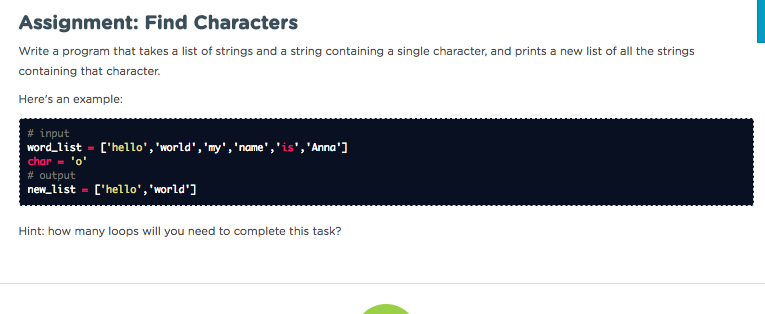 Assignment: Find Characters
Write a program that takes a list of strings and a string containing a single character, and prints a new list of all the strings
containing that character.
Here's an example:
# input
word_list = ['hello','world','my','name','is','Anna']
char = 'o'
# output
new_list = ['hello','world']
Hint: how many loops will you need to complete this task?